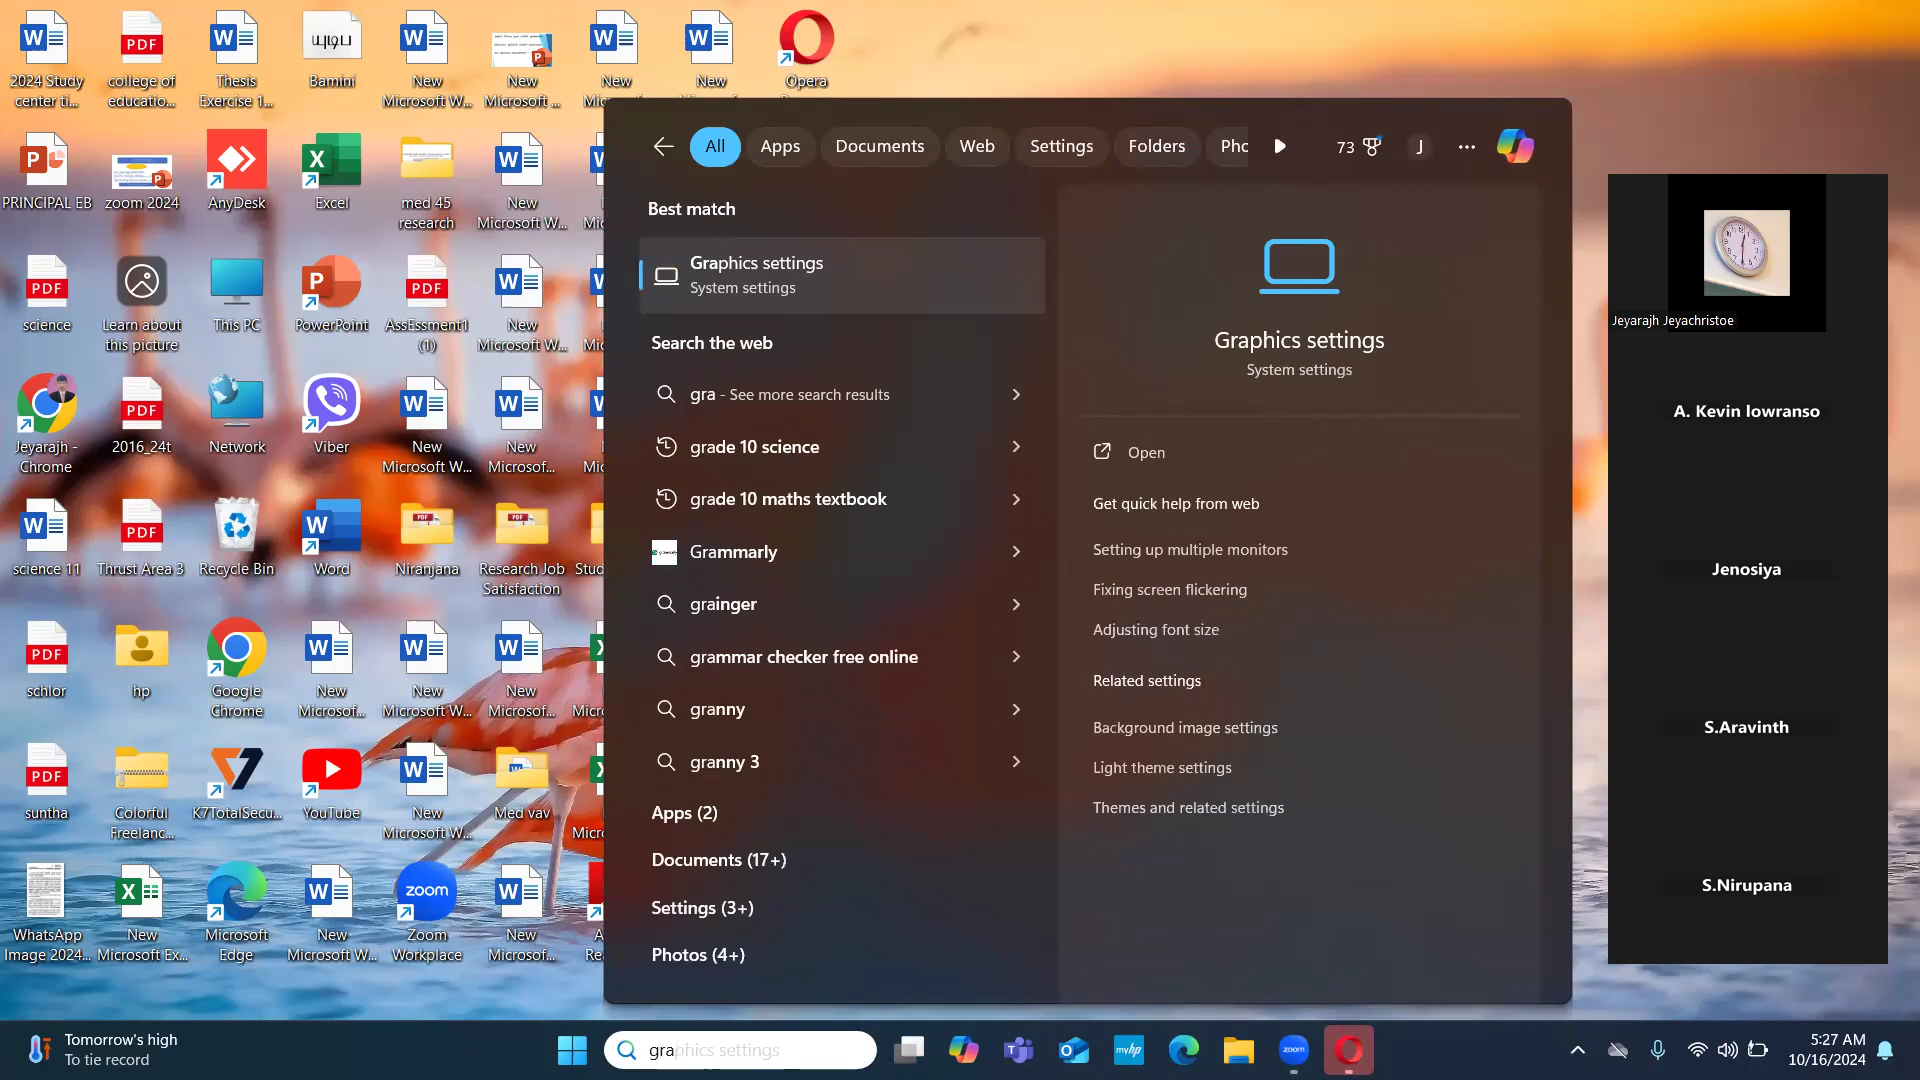 2024 Study
center ti...
college of
educatio...
Thesis
Exercise 1...
Bamini
New
Microsoft W...
New
Microsoft ...
New
New
Opera
PRINCIPAL EB
zoom 2024
AnyDesk
Excel
med 45
research
New
Microsoft W...
science
Learn about
this picture
This PC
PowerPoint
AssEssment1
(1)
New
Microsoft W...
Jeyarajh -
Chrome
2016_24t
Network
Viber
New
Microsoft W...
New
Microsof...
science 11
Thrust Area 3
Recycle Bin
Word
Niranjana
Research Job
Satisfaction
schlor
hp
Google
Chrome
New
Microsof...
New
Microsoft W...
New
Microsof...
suntha
Colorful
Freelanc...
K7TotalSecu...
YouTube
New
Microsoft W...
Med vav
WhatsApp
Image 2024...
New
Microsoft Ex...
Microsoft
Edge
New
Microsoft W...
Zoom
Workplace
New
Microsof...
All
Apps
Documents
Web
Settings
Folders
Pho
73
J
Best match
Graphics settings
System settings
Search the web
gra - See more search results
grade 10 science
grade 10 maths textbook
Grammarly
grainger
grammar checker free online
granny
granny 3
Apps (2)
Documents (17+)
Settings (3+)
Photos (4+)
Graphics settings
System settings
Open
Get quick help from web
Setting up multiple monitors
Fixing screen flickering
Adjusting font size
Related settings
Background image settings
Light theme settings
Themes and related settings
Jeyarajh Jeyachristoe
A. Kevin lowranso
Jenosiya
S.Aravinth
S.Nirupana
Tomorrow's high
To tie record
graphics settings
5:27 AM
10/16/2024